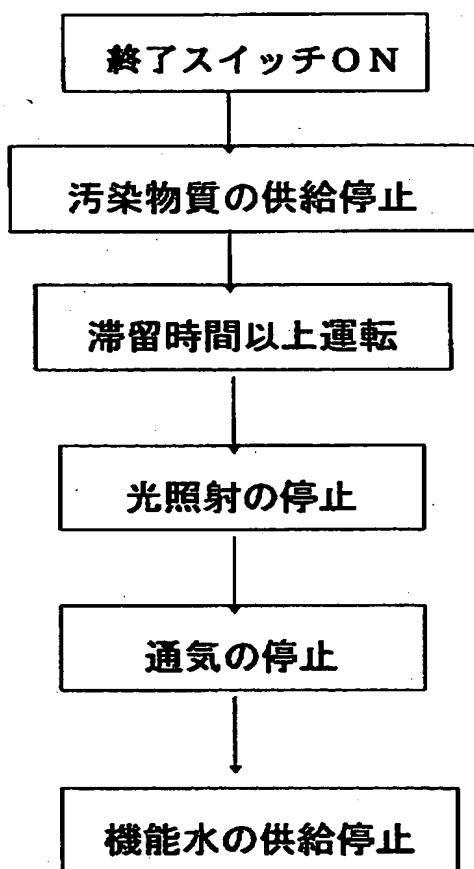 終了スイッチON
汚染物質の供給停止
滞留時間以上運転
光照射の停止
通気の停止
機能水の供給停止